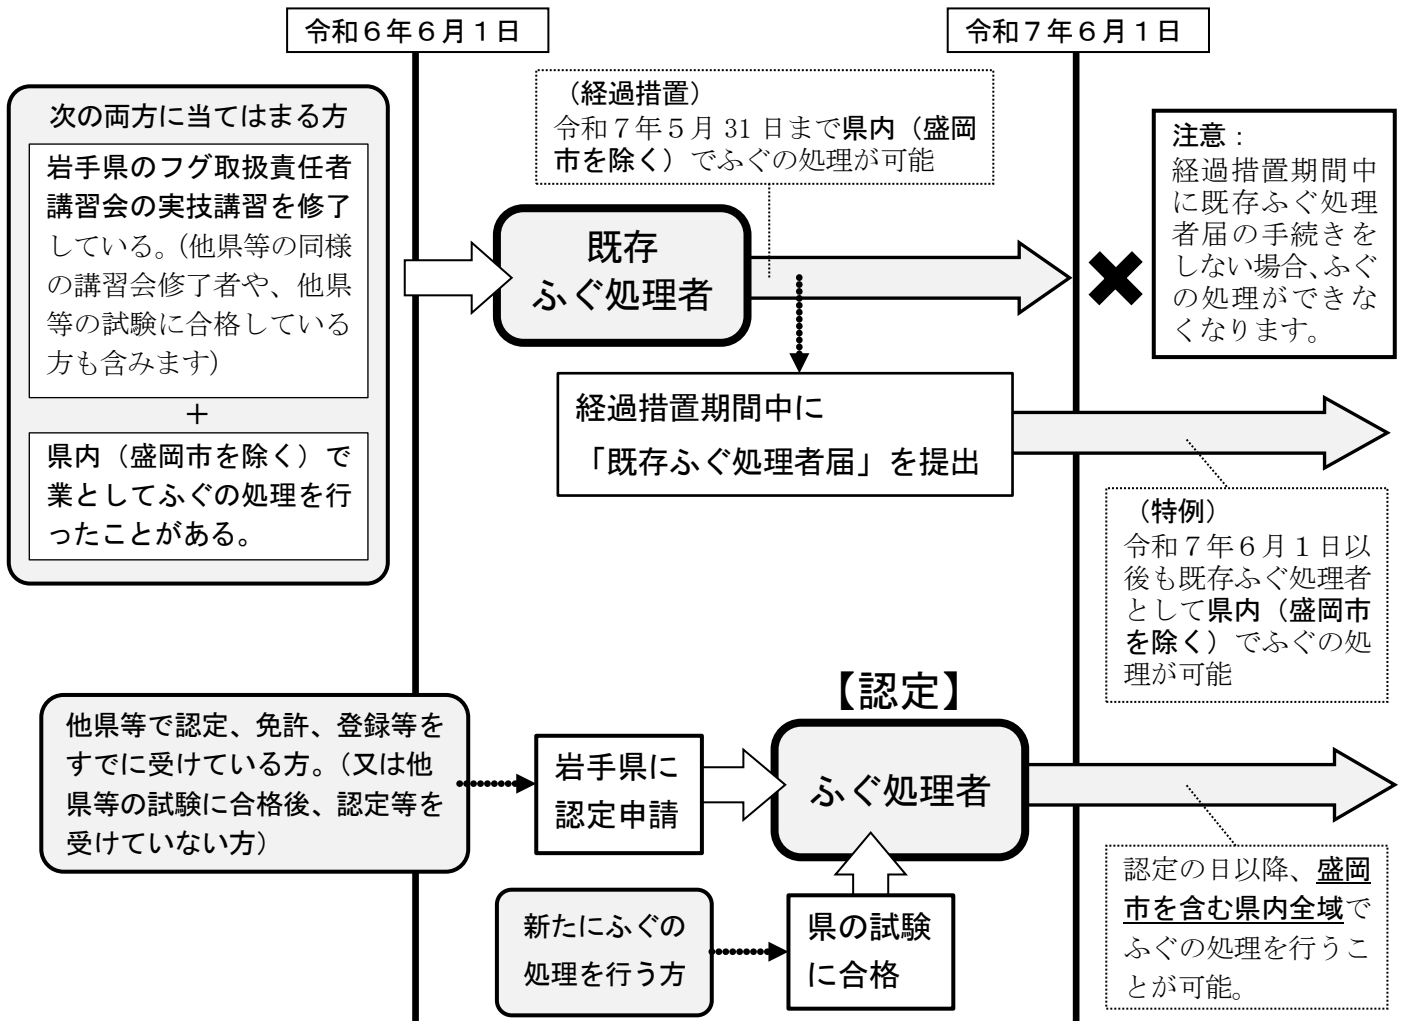 令和６年６月１日
令和７年６月１日
次の両方に当てはまる方
岩手県のフグ取扱責任者
講習会の実技講習を修了
している。（他県等の同様
の講習会修了者や、他県
等の試験に合格している
方も含みます）
＋
県内（盛岡市を除く）で
業としてふぐの処理を行
ったことがある。
（経過措置）
令和７年５月 31 日まで県内（盛岡
市を除く）でふぐの処理が可能
既存
ふぐ処理者
注意：
経過措置期間中
に既存ふぐ処理
者届の手続きを
しない場合、ふぐ
の処理ができな
くなります。
経過措置期間中に
「既存ふぐ処理者届」を提出
（特例）
令和７年６月１日以
後も既存ふぐ処理者
として県内（盛岡市
を除く）でふぐの処
理が可能
他県等で認定、免許、登録等を
すでに受けている方。（又は他
県等の試験に合格後、認定等を
受けていない方）
岩手県に
認定申請
【認定】
ふぐ処理者
新たにふぐの
処理を行う方
県の試験
に合格
認定の日以降、盛岡
市を含む県内全域で
ふぐの処理を行うこ
とが可能。